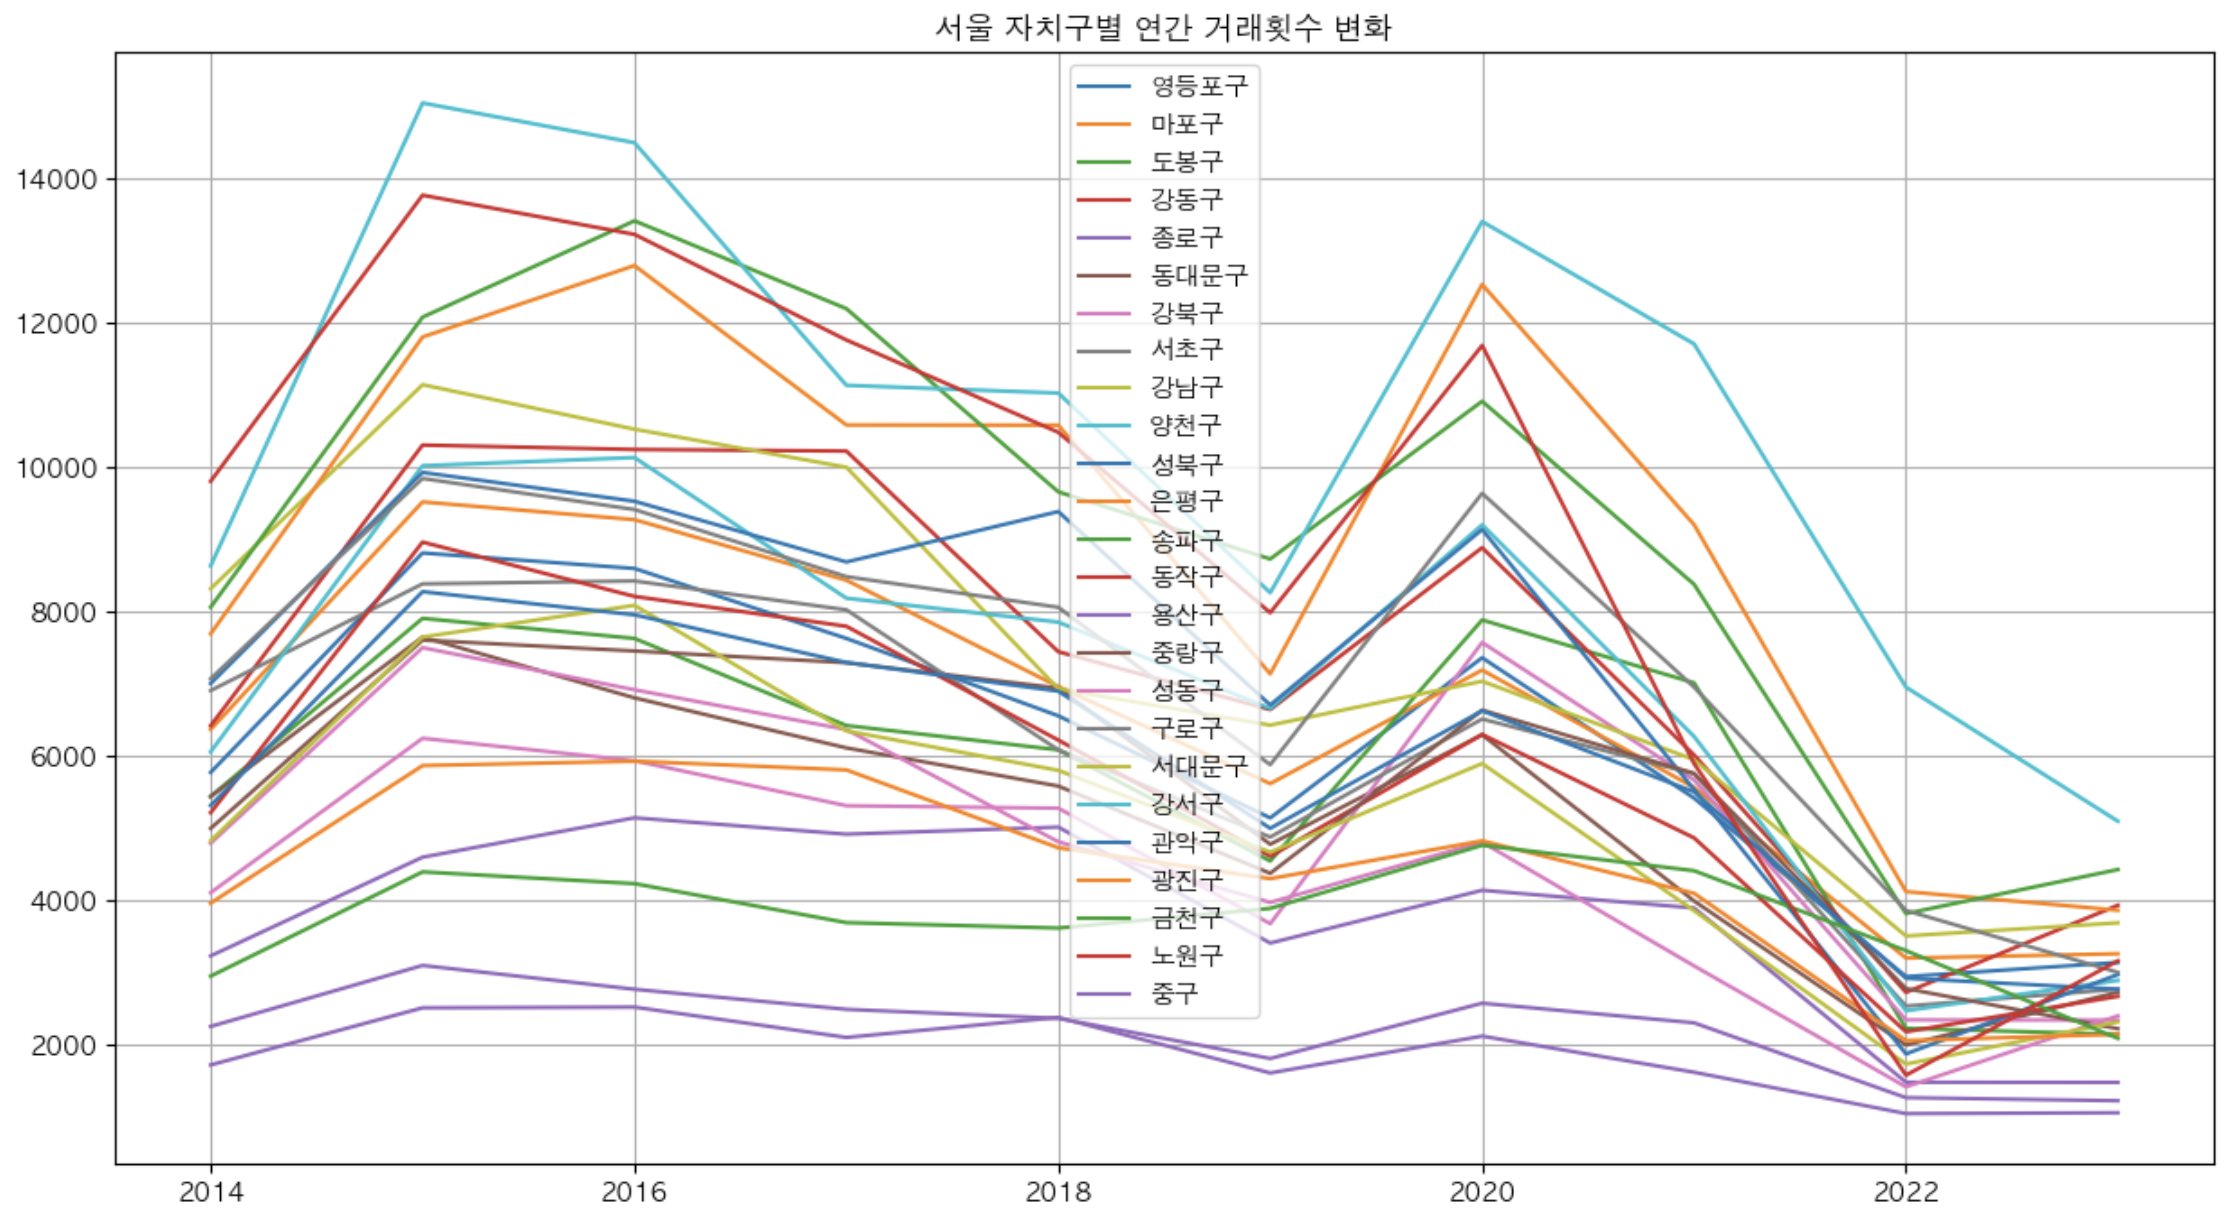 서울 자치구별 연간 거래횟수 변화
영등포구
마포구
도봉구
강동구
종로구
동대문구
강북구
서초구
강남구
양천구
성북구
은평구
송파구
동작구
용산구
중랑구
성동구
구로구
서대문구
강서구
관악구
광진구
금천구
노원구
중구
14000
12000
10000
8000
6000
4000
2000
2014 2016 2018 2020 2022